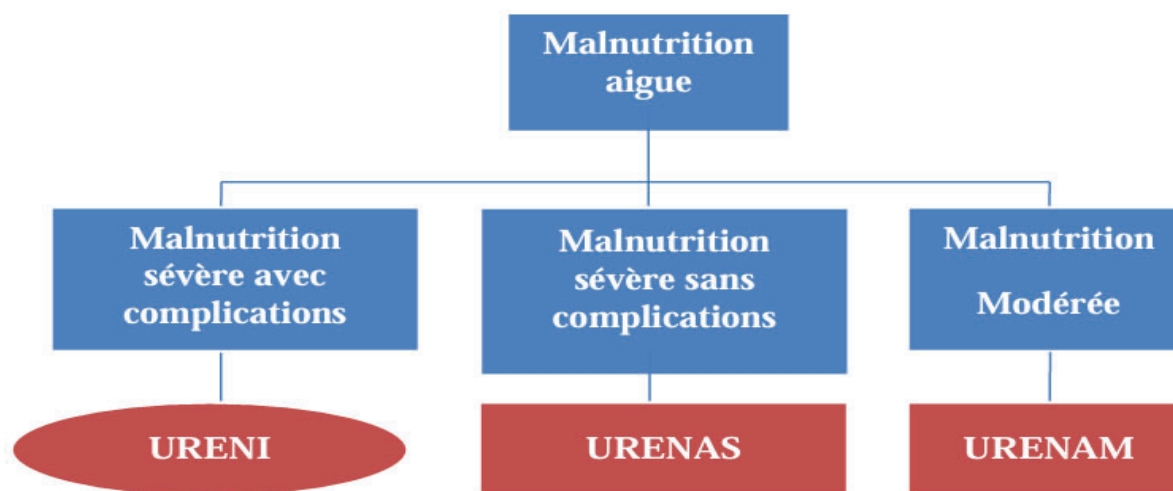 Malnutrition
aigue
Malnutrition
sévère avec
complications
Malnutrition
sévère sans
complications
Malnutrition
Modérée
URENI
URENAS
URENAM